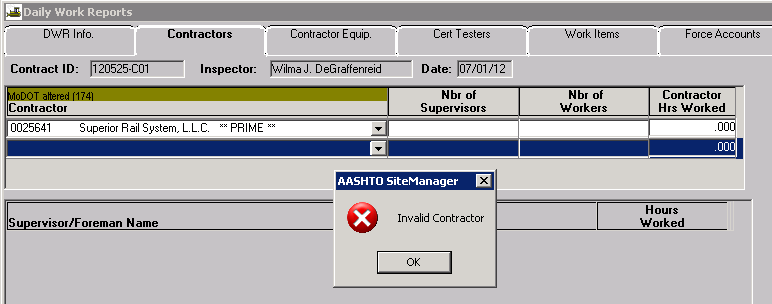 Daily Work Reports
DWR Info. Contractors Contractor Equip. Cert Testers Work Items Force Accounts
Contract ID: 120525-C01 Inspector: Wilma J. DeGraffenreid Date: 07/01/12
MoDOT altered (174)
Contractor Nbr of Supervisors Nbr of Workers Contractor Hrs Worked
0025641 Superior Rail System, L.L.C. ** PRIME ** .000
.000
AASHTO SiteManager
Invalid Contractor
OK
Supervisor/Foreman Name Hours Worked